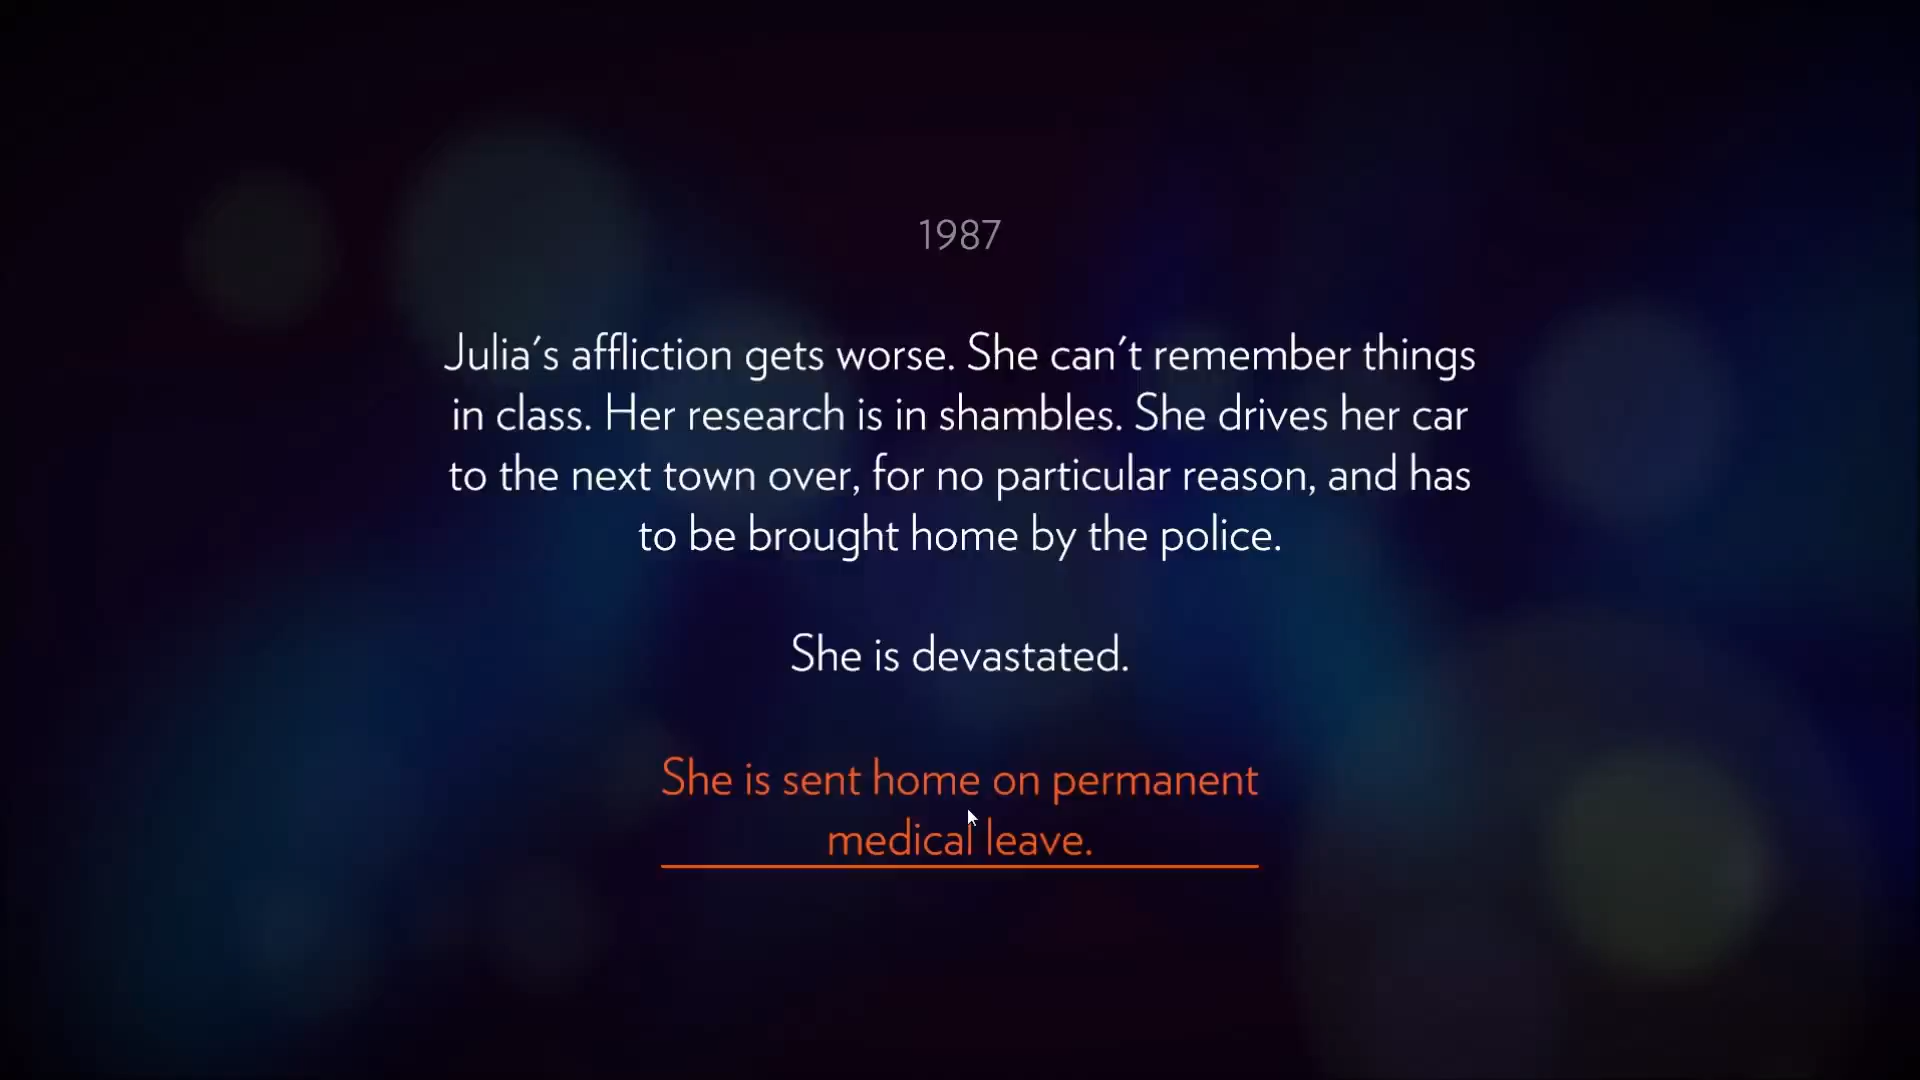 1987
Julia's affliction gets worse. She can't remember things
in class. Her research is in shambles. She drives her car
to the next town over, for no particular reason, and has
to be brought home by the police.
She is devastated.
She is sent home on permanent
medical leave.